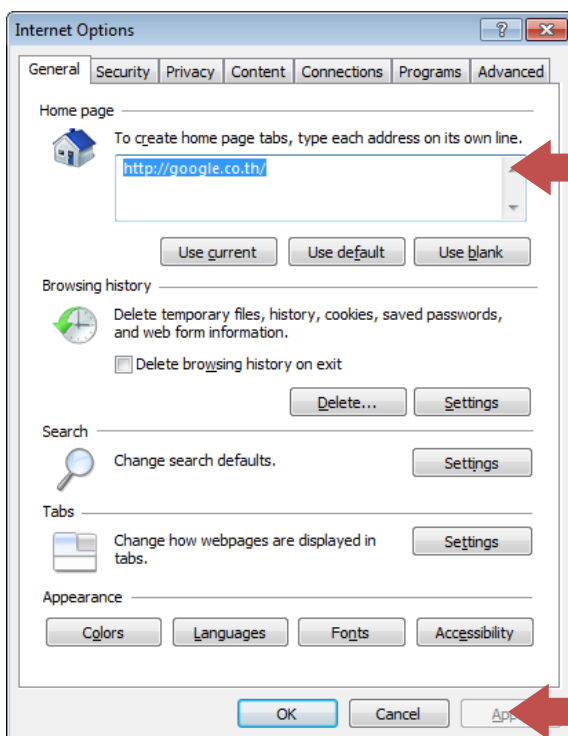 Internet Options
General Security Privacy Content Connections Programs Advanced
Home page
To create home page tabs, type each address on its own line.
http://google.co.th/
Use current Use default Use blank
Browsing history
Delete temporary files, history, cookies, saved passwords,
and web form information.
Delete browsing history on exit
Delete... Settings
Search
Change search defaults.
Settings
Tabs
Change how webpages are displayed in
tabs.
Settings
Appearance
Colors Languages Fonts Accessibility
OK Cancel